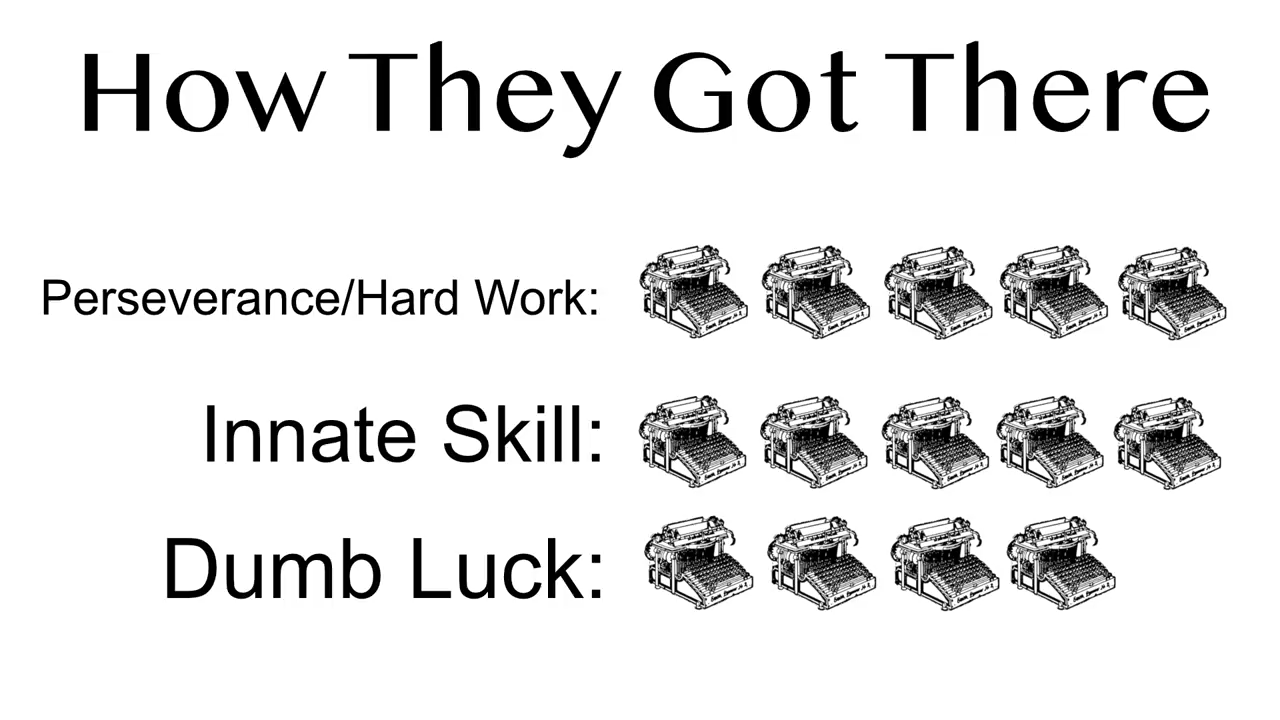 How They Got There
Perseverance/Hard Work:
Innate Skill:
Dumb Luck: